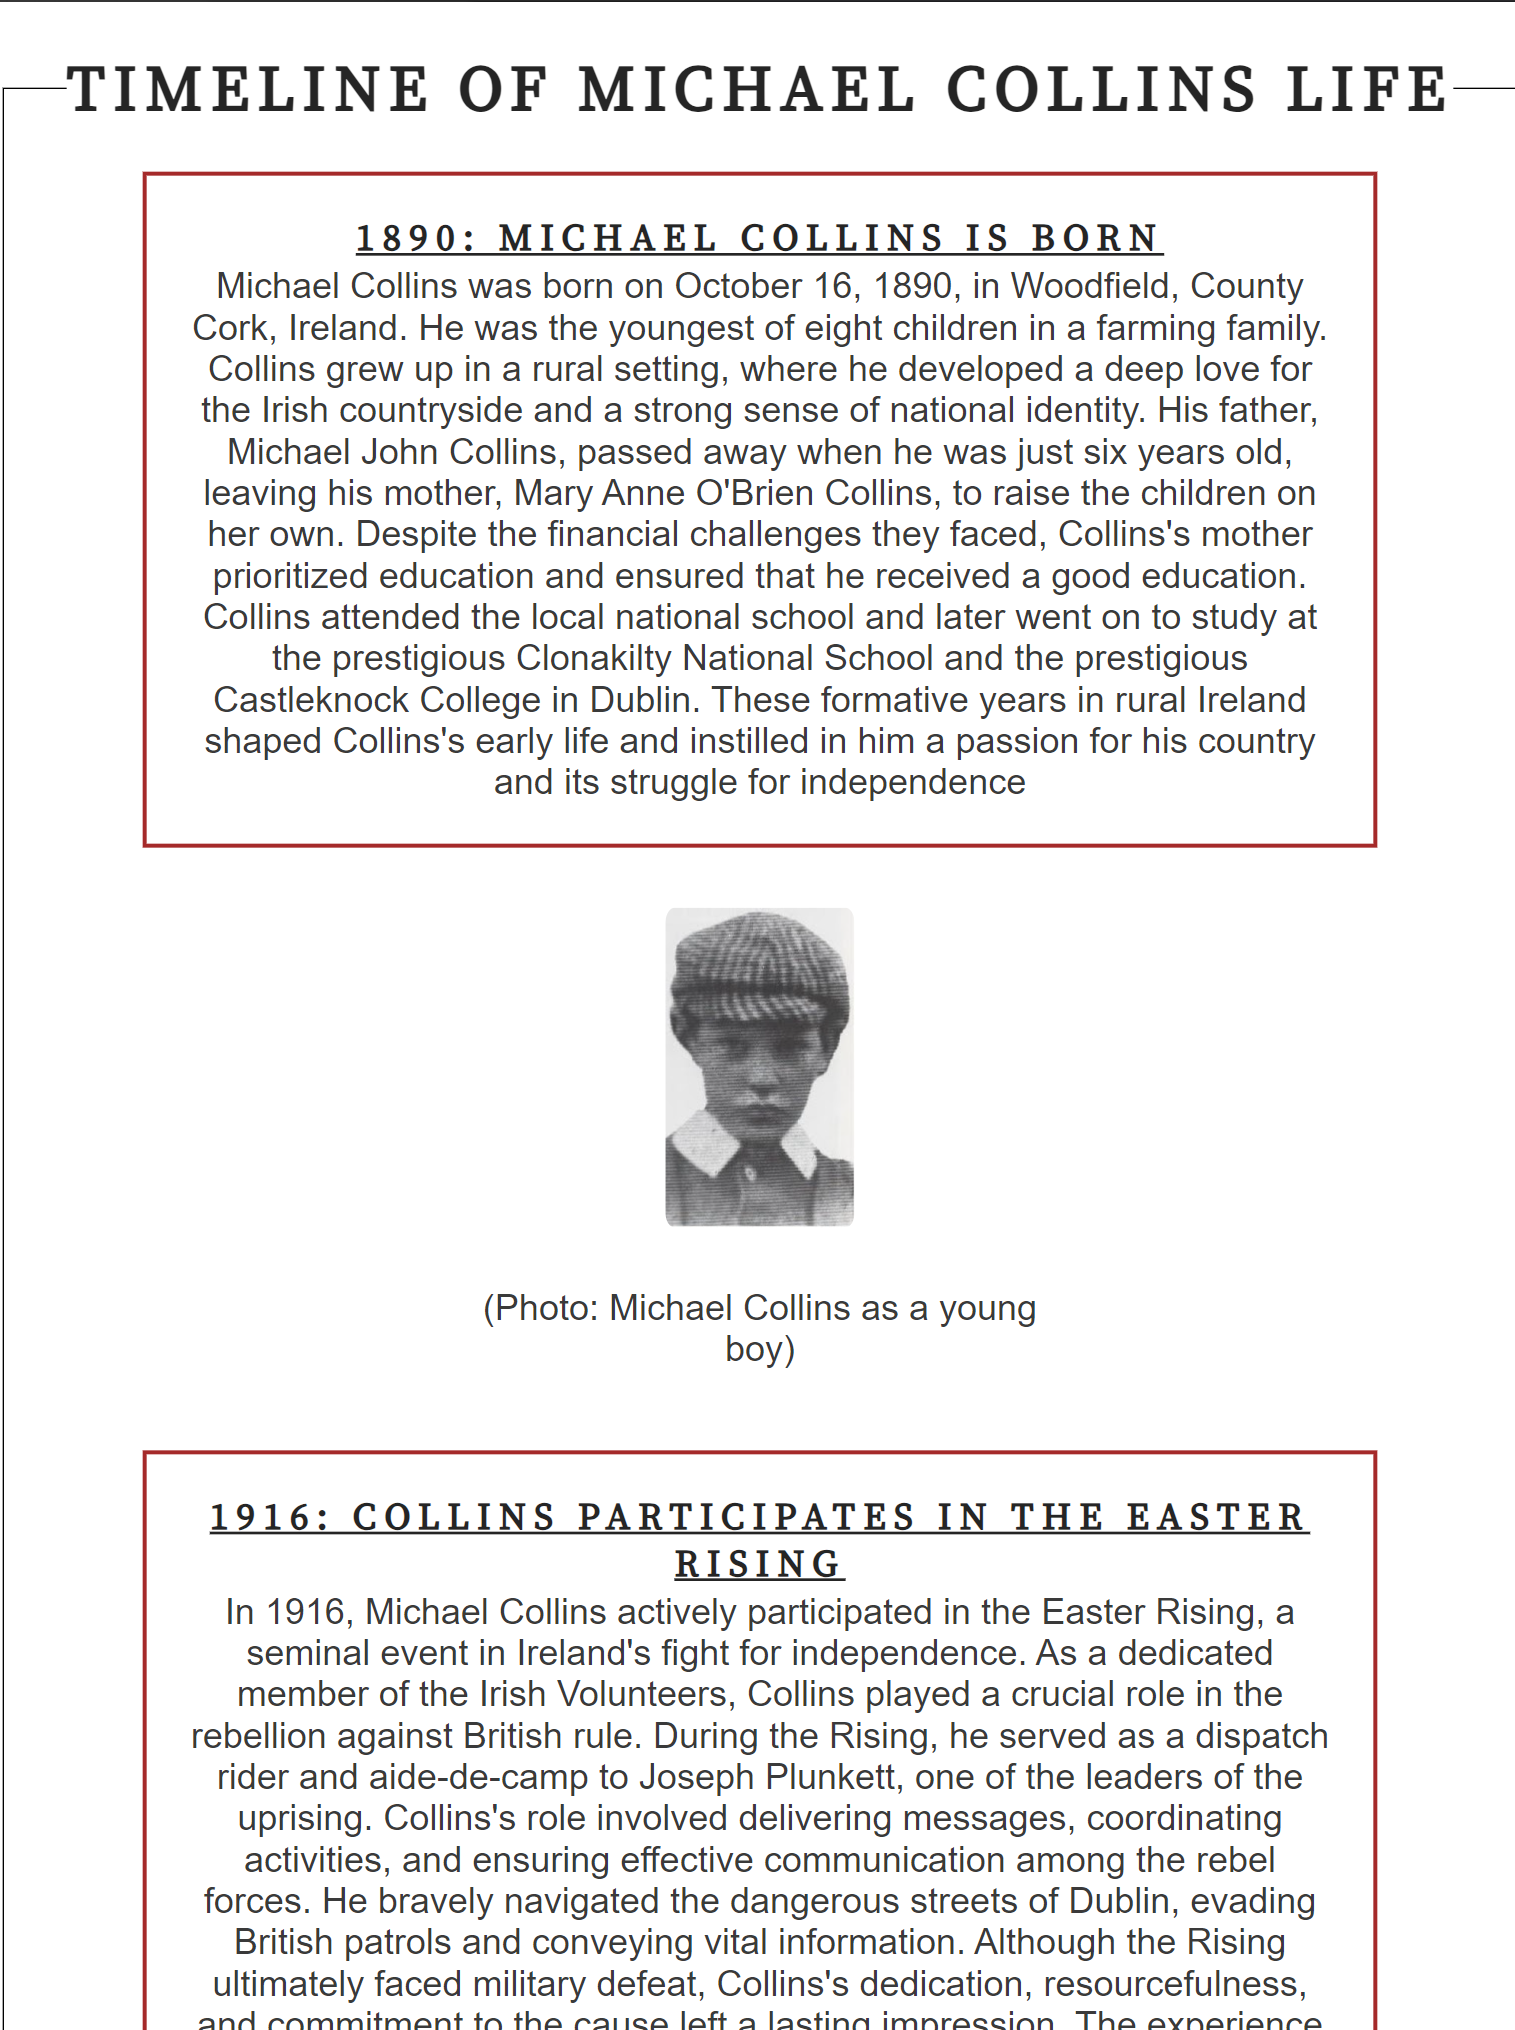 TIMELINE OF MICHAEL COLLINS LIFE
1890: MICHAEL COLLINS IS BORN
Michael Collins was born on October 16, 1890, in Woodfield, County
Cork, Ireland. He was the youngest of eight children in a farming family.
Collins grew up in a rural setting, where he developed a deep love for
the Irish countryside and a strong sense of national identity. His father,
Michael John Collins, passed away when he was just six years old,
leaving his mother, Mary Anne O'Brien Collins, to raise the children on
her own. Despite the financial challenges they faced, Collins's mother
prioritized education and ensured that he received a good education.
Collins attended the local national school and later went on to study at
the prestigious Clonakilty National School and the prestigious
Castleknock College in Dublin. These formative years in rural Ireland
shaped Collins's early life and instilled in him a passion for his country
and its struggle for independence
(Photo: Michael Collins as a young
boy)
1916: COLLINS PARTICIPATES IN THE EASTER
RISING
In 1916, Michael Collins actively participated in the Easter Rising, a
seminal event in Ireland's fight for independence. As a dedicated
member of the Irish Volunteers, Collins played a crucial role in the
rebellion against British rule. During the Rising, he served as a dispatch
rider and aide-de-camp to Joseph Plunkett, one of the leaders of the
uprising. Collins's role involved delivering messages, coordinating
activities, and ensuring effective communication among the rebel
forces. He bravely navigated the dangerous streets of Dublin, evading
British patrols and conveying vital information. Although the Rising
ultimately faced military defeat, Collins's dedication, resourcefulness,
and commitment to the cause left a lasting impression. The experience